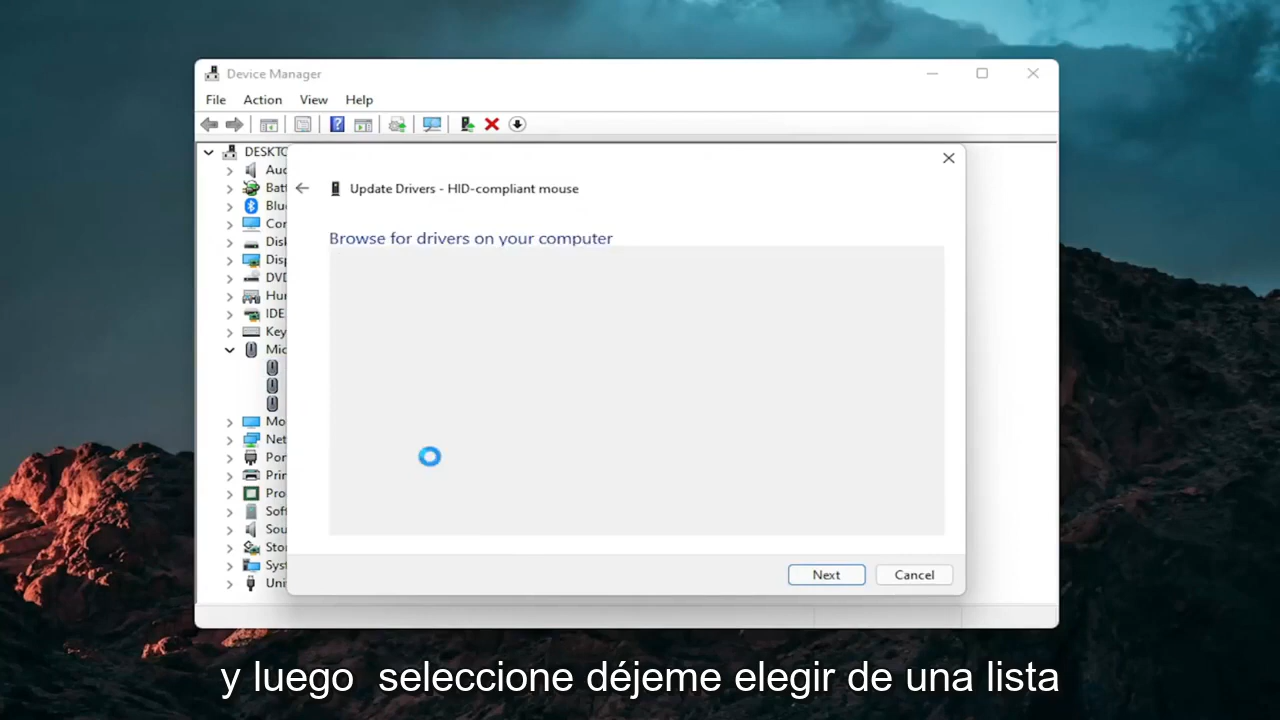 Device Manager
File Action View Help
DESKTO
Update Drivers - HID-compliant mouse
Browse for drivers on your computer
Aud
Batt
Blu
Con
Disk
Disp
DVD
Hur
IDE
Key
Mic
Mo
Net
Por
Prin
Pro
Soft
Sou
Sto
Syst
Uni
Next Cancel
y luego seleccione déjeme elegir de una lista